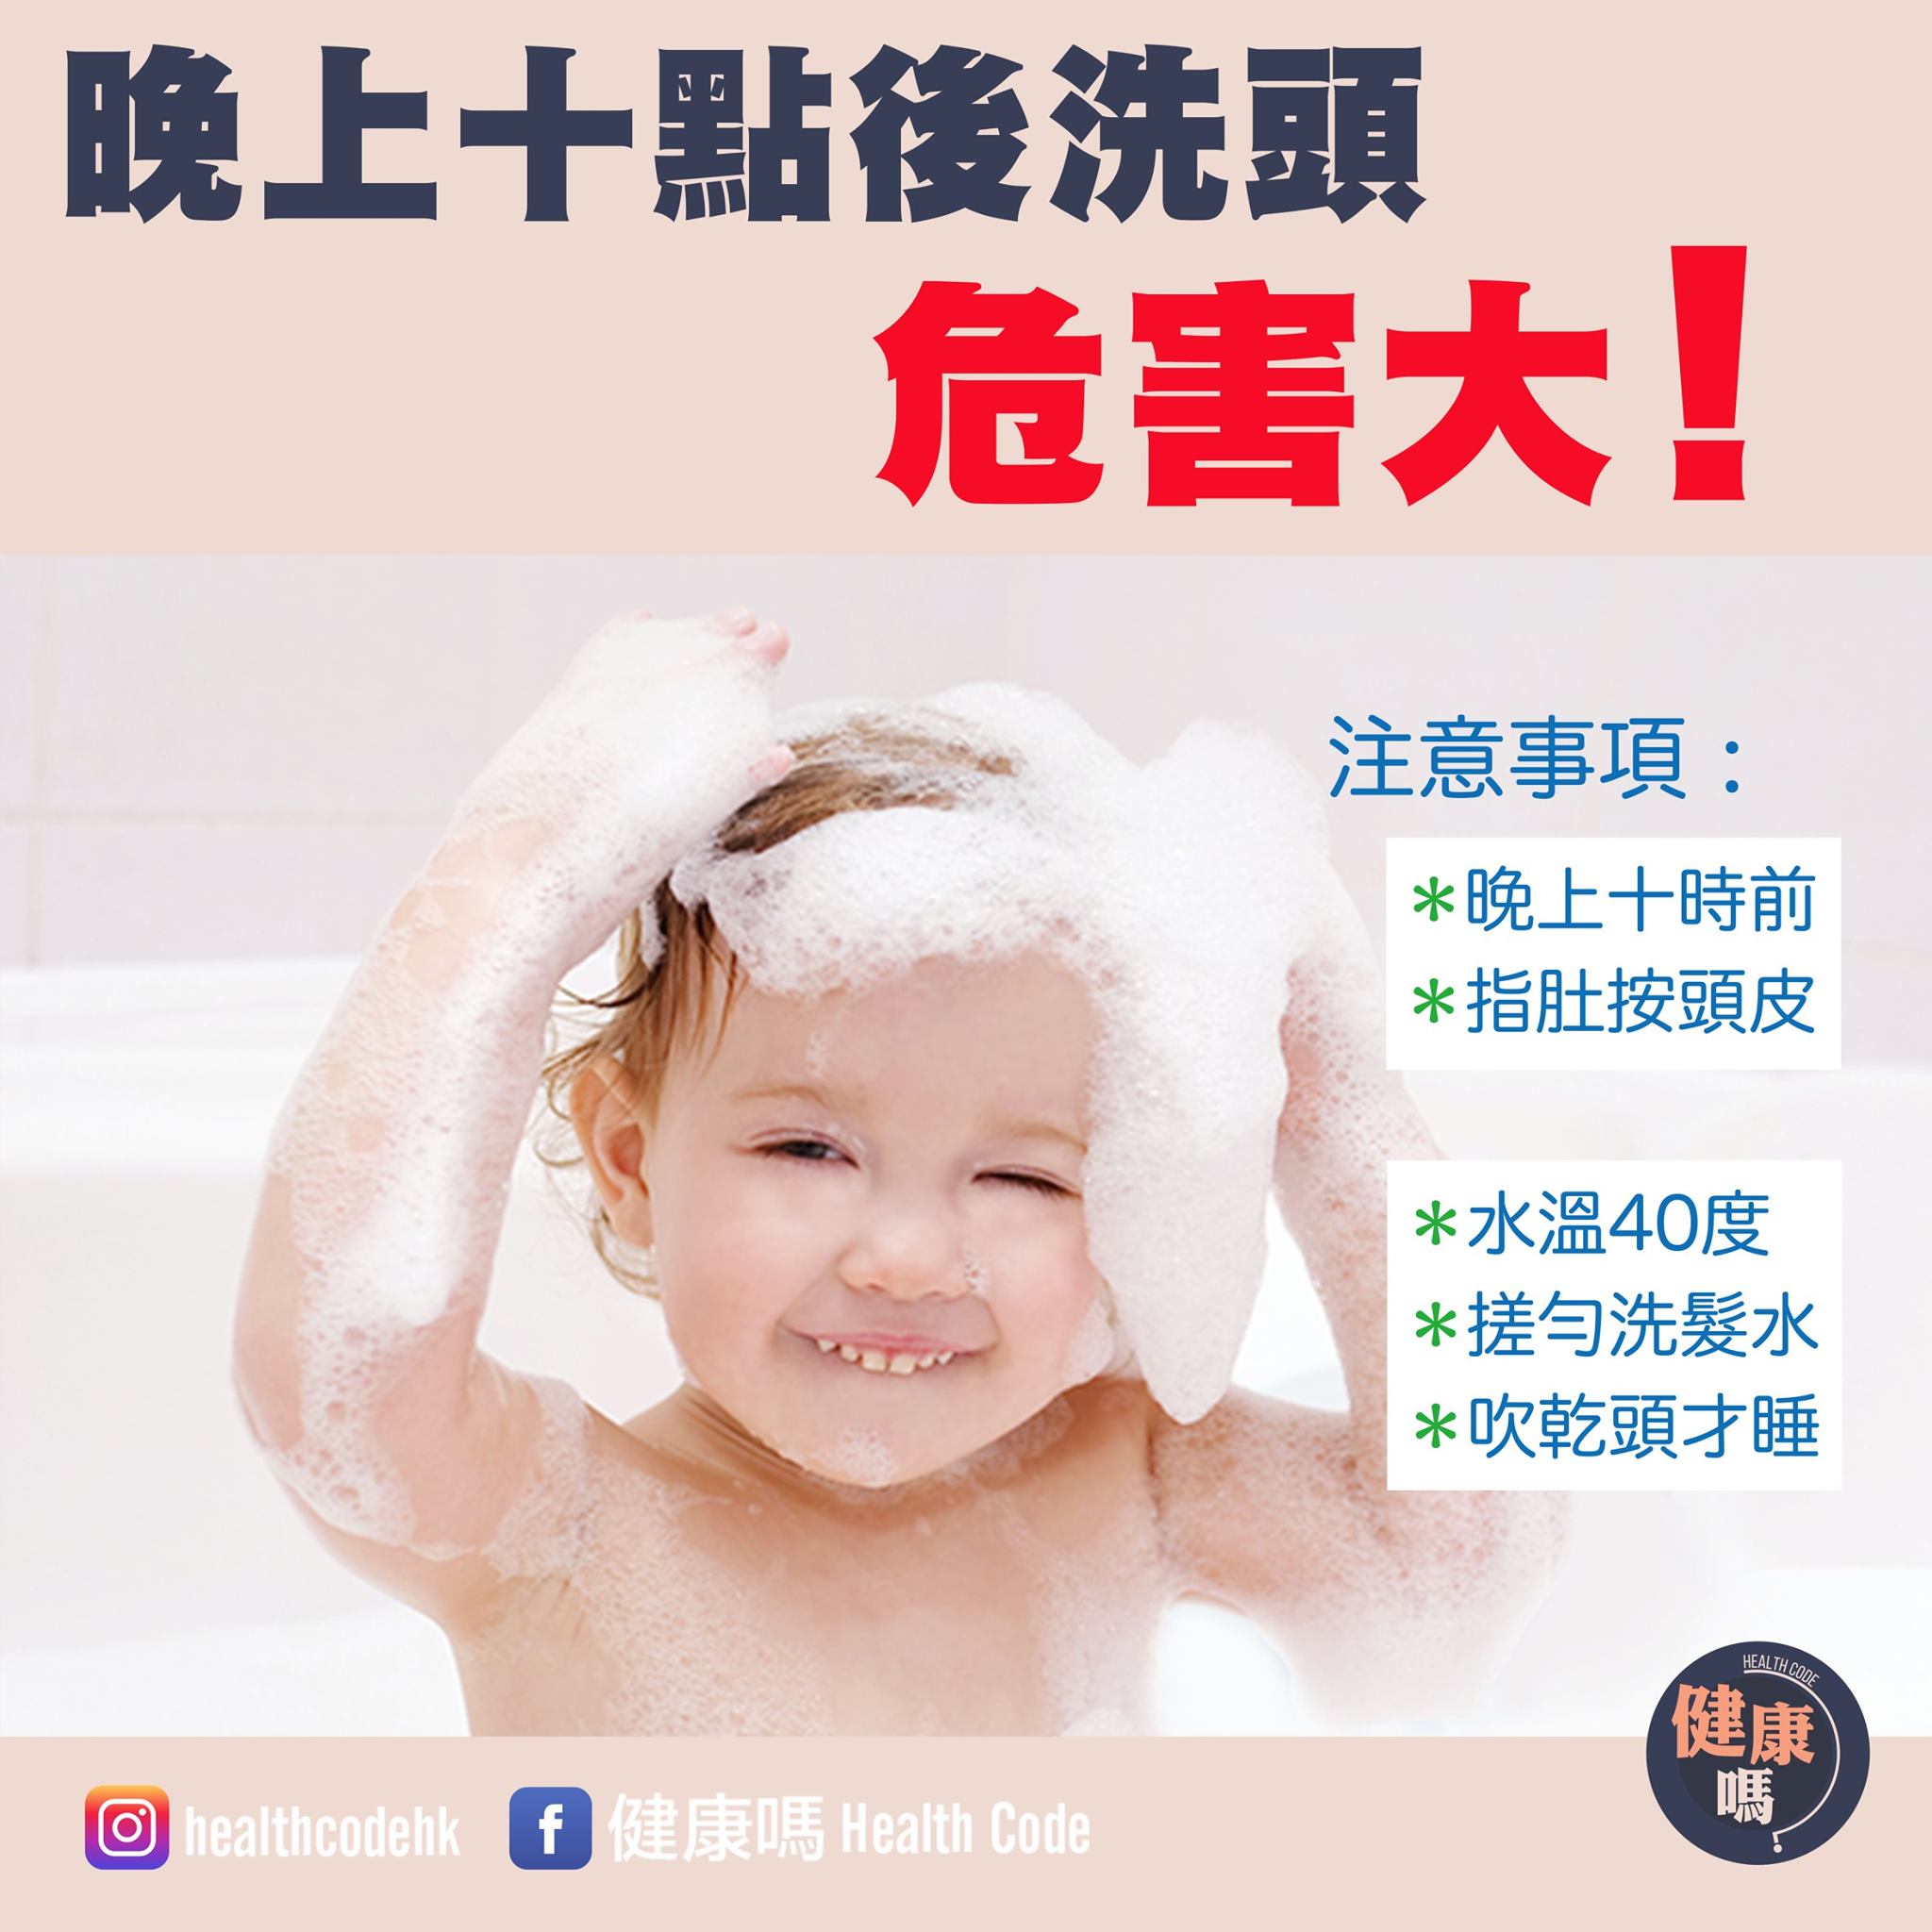 晚上十點後洗頭
危害大！
注意事項：
＊晚上十時前
＊指肚按頭皮
＊水溫40度
＊搓勻洗髮水
＊吹乾頭才睡
HEALTH CODE
健康
嗎?
healthcodehk
健康嗎 Health Code